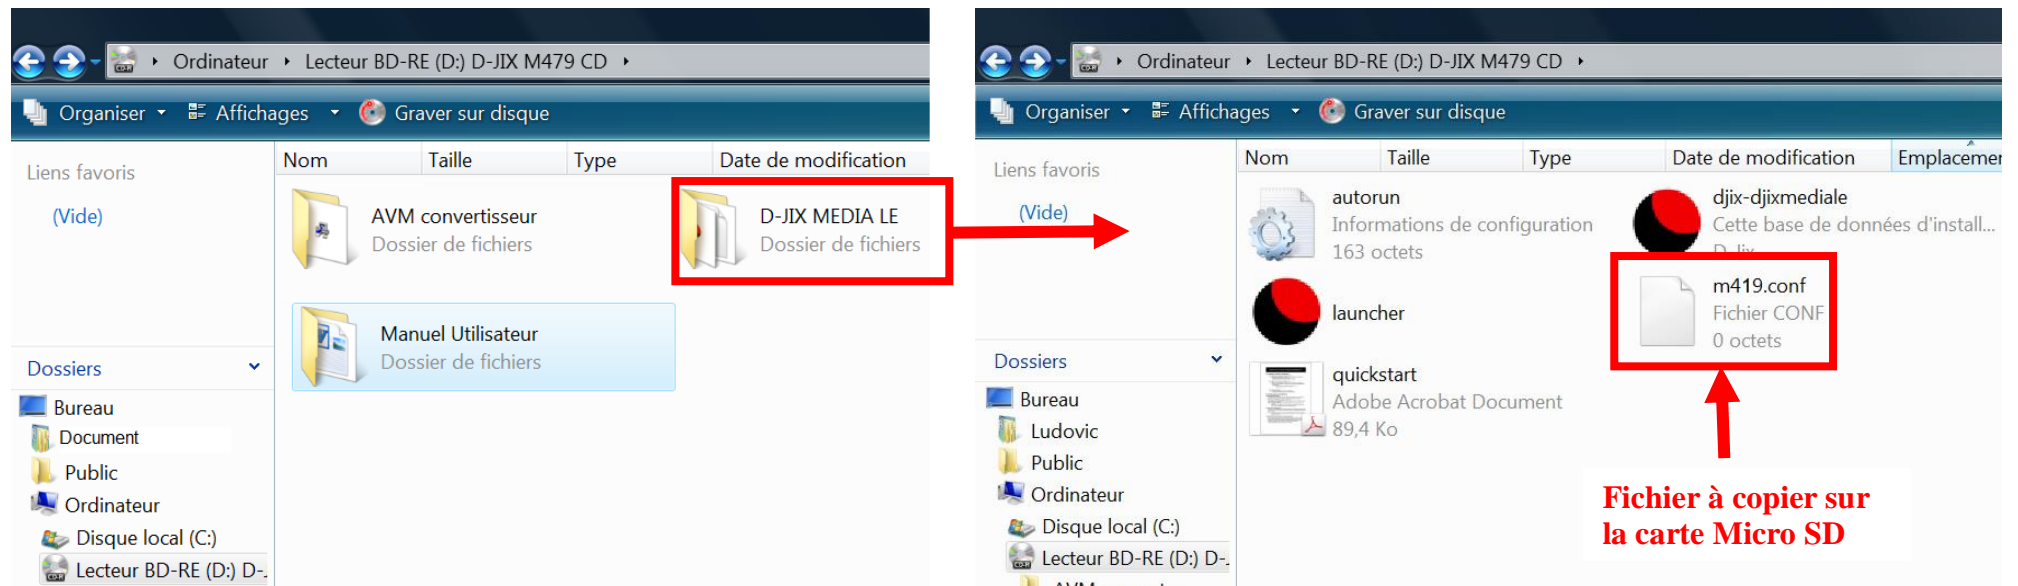 Ordinateur Lecteur BD-RE (D:) D-JIX M479 CD
Organiser Affichages Graver sur disque
Liens favoris
(Vide)
Nom Taille Type Date de modification
AVM convertisseur
Dossier de fichiers
D-JIX MEDIA LE
Dossier de fichiers
Manuel Utilisateur
Dossier de fichiers
Dossiers
Bureau
Document
Public
Ordinateur
Disque local (C:)
Lecteur BD-RE (D:) D-
Ordinateur Lecteur BD-RE (D:) D-JIX M479 CD
Organiser Affichages Graver sur disque
Liens favoris
(Vide)
Nom Taille Type Date de modification Emplacemen
autorun
Informations de configuration
163 octets
djix-djixmediale
Cette base de données d'install...
D-Jix
launcher
m419.conf
Fichier CONF
0 octets
quickstart
Adobe Acrobat Document
89,4 Ko
Dossiers
Bureau
Ludovic
Public
Ordinateur
Disque local (C:)
Lecteur BD-RE (D:) D-
Fichier à copier sur
la carte Micro SD